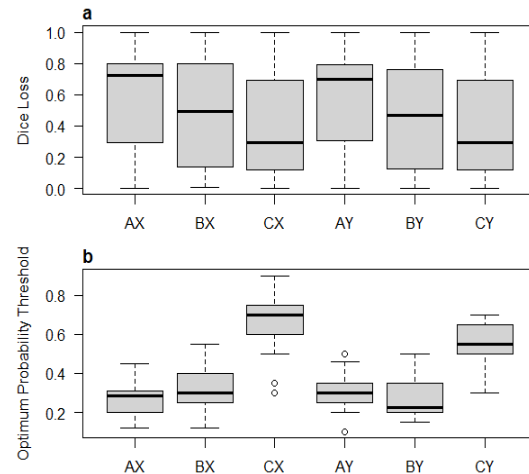 a
Dice Loss
1.0
0.8
0.6
0.4
0.2
0.0
AX BX CX AY BY CY
b
Optimum Probability Threshold
0.8
0.6
0.4
0.2
AX BX CX AY BY CY